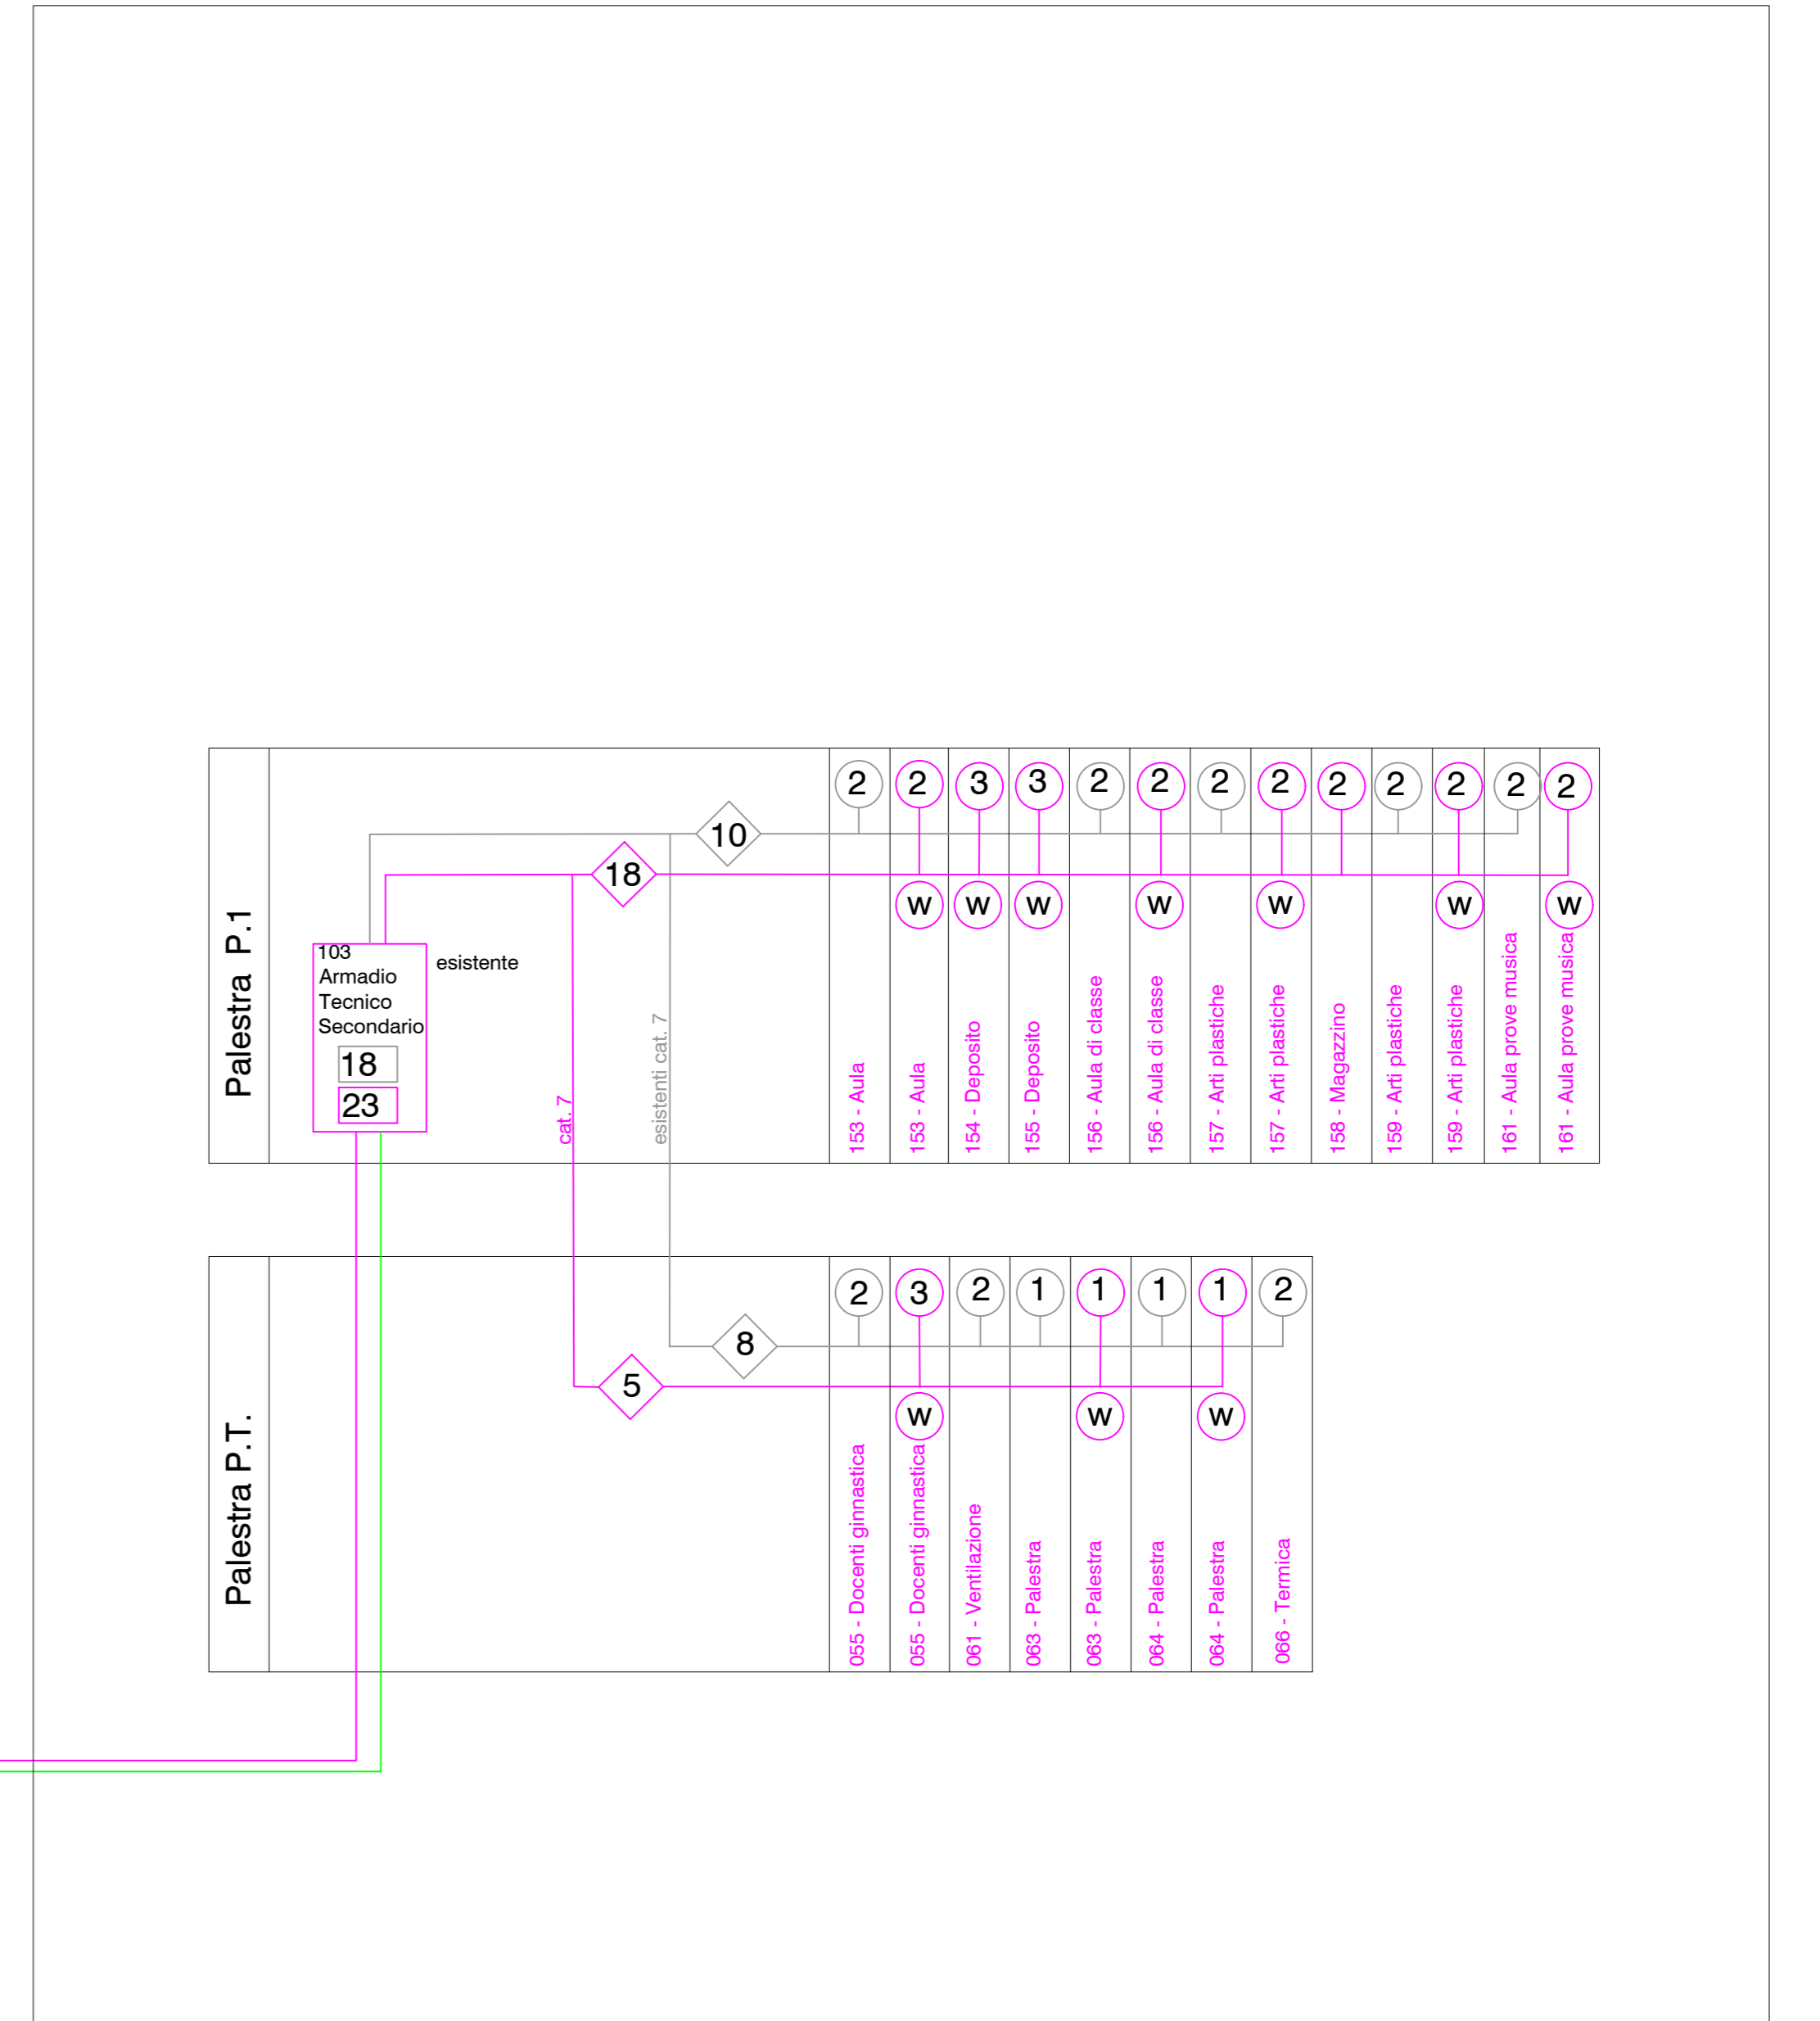 Palestra P.1
2
2
3
3
2
2
2
2
2
2
2
2
2
10
18
w
w
w
w
w
w
w
103
Armadio
Tecnico
Secondario
18
23
esistente
cat. 7
esistenti cat. 7
153 - Aula
153 - Aula
154 - Deposito
155 - Deposito
156 - Aula di classe
156 - Aula di classe
157 - Arti plastiche
157 - Arti plastiche
158 - Magazzino
159 - Arti plastiche
159 - Arti plastiche
161 - Aula prove musica
161 - Aula prove musica
Palestra P.T.
2
3
2
1
1
1
1
2
8
5
w
w
w
055 - Docenti ginnastica
055 - Docenti ginnastica
061 - Ventilazione
063 - Palestra
063 - Palestra
064 - Palestra
064 - Palestra
066 - Termica